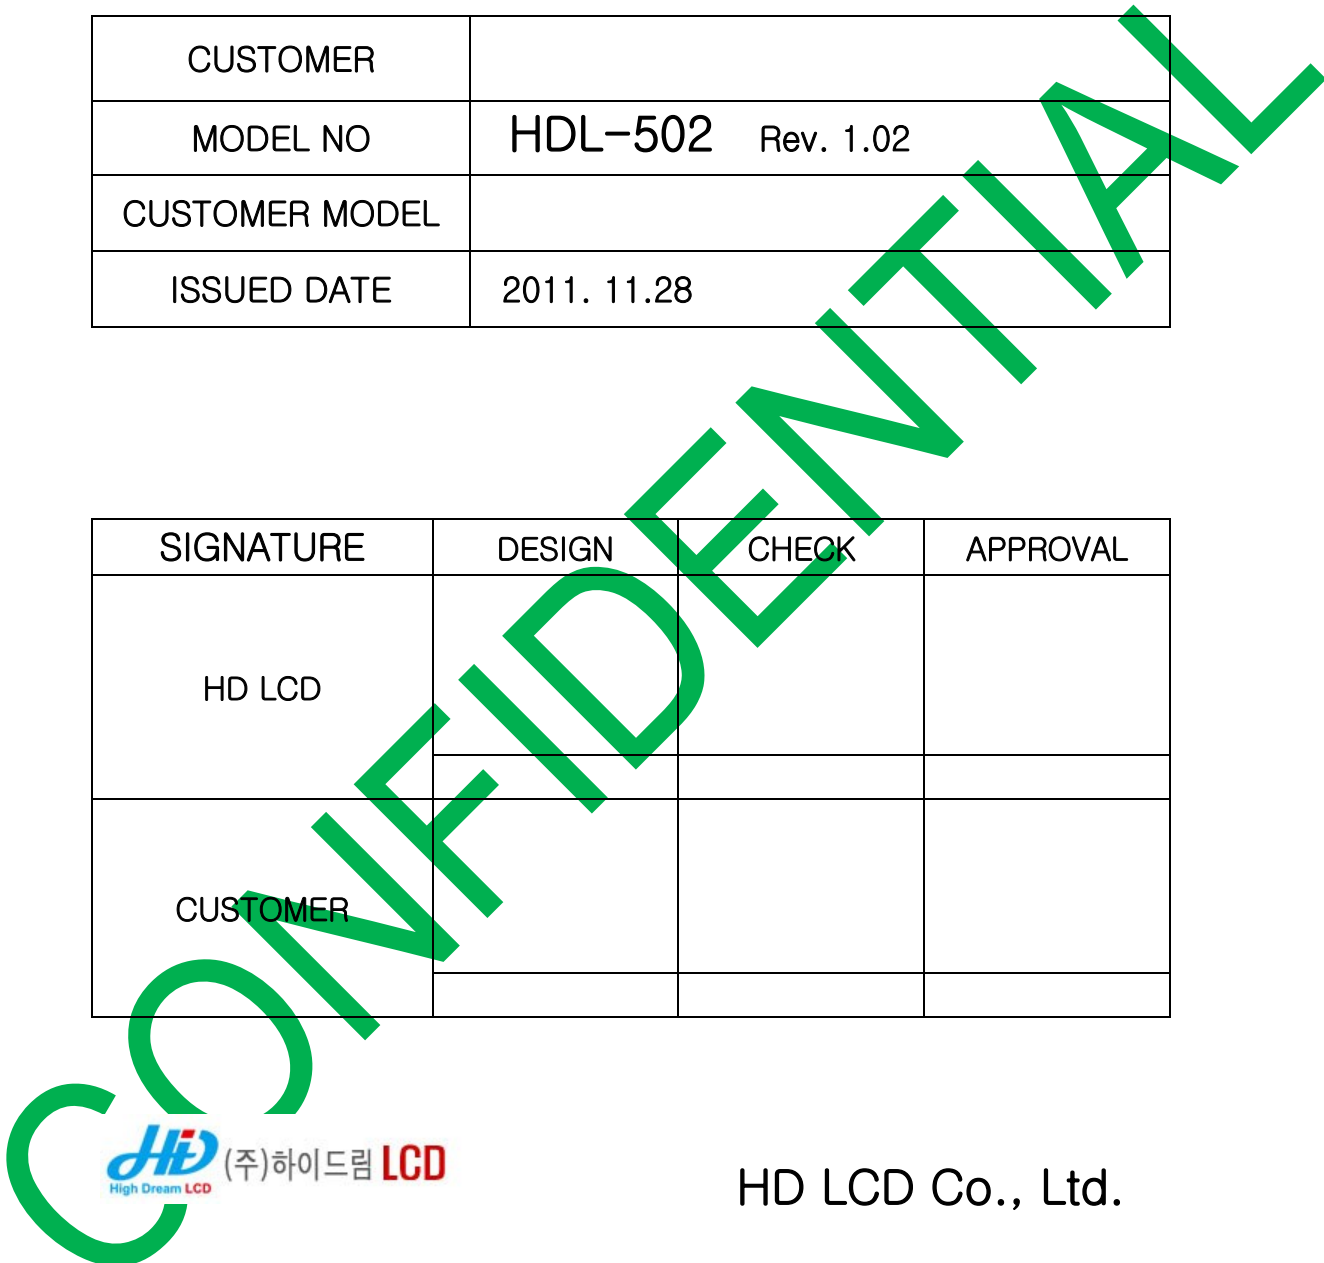 CUSTOMER
MODEL NO HDL-502 Rev. 1.02
CUSTOMER MODEL
ISSUED DATE 2011. 11.28
SIGNATURE DESIGN CHECK APPROVAL
HD LCD
CUSTOMER
CONFIDENTIAL
HD (주)하이드림 LCD
High Dream LCD
HD LCD Co., Ltd.